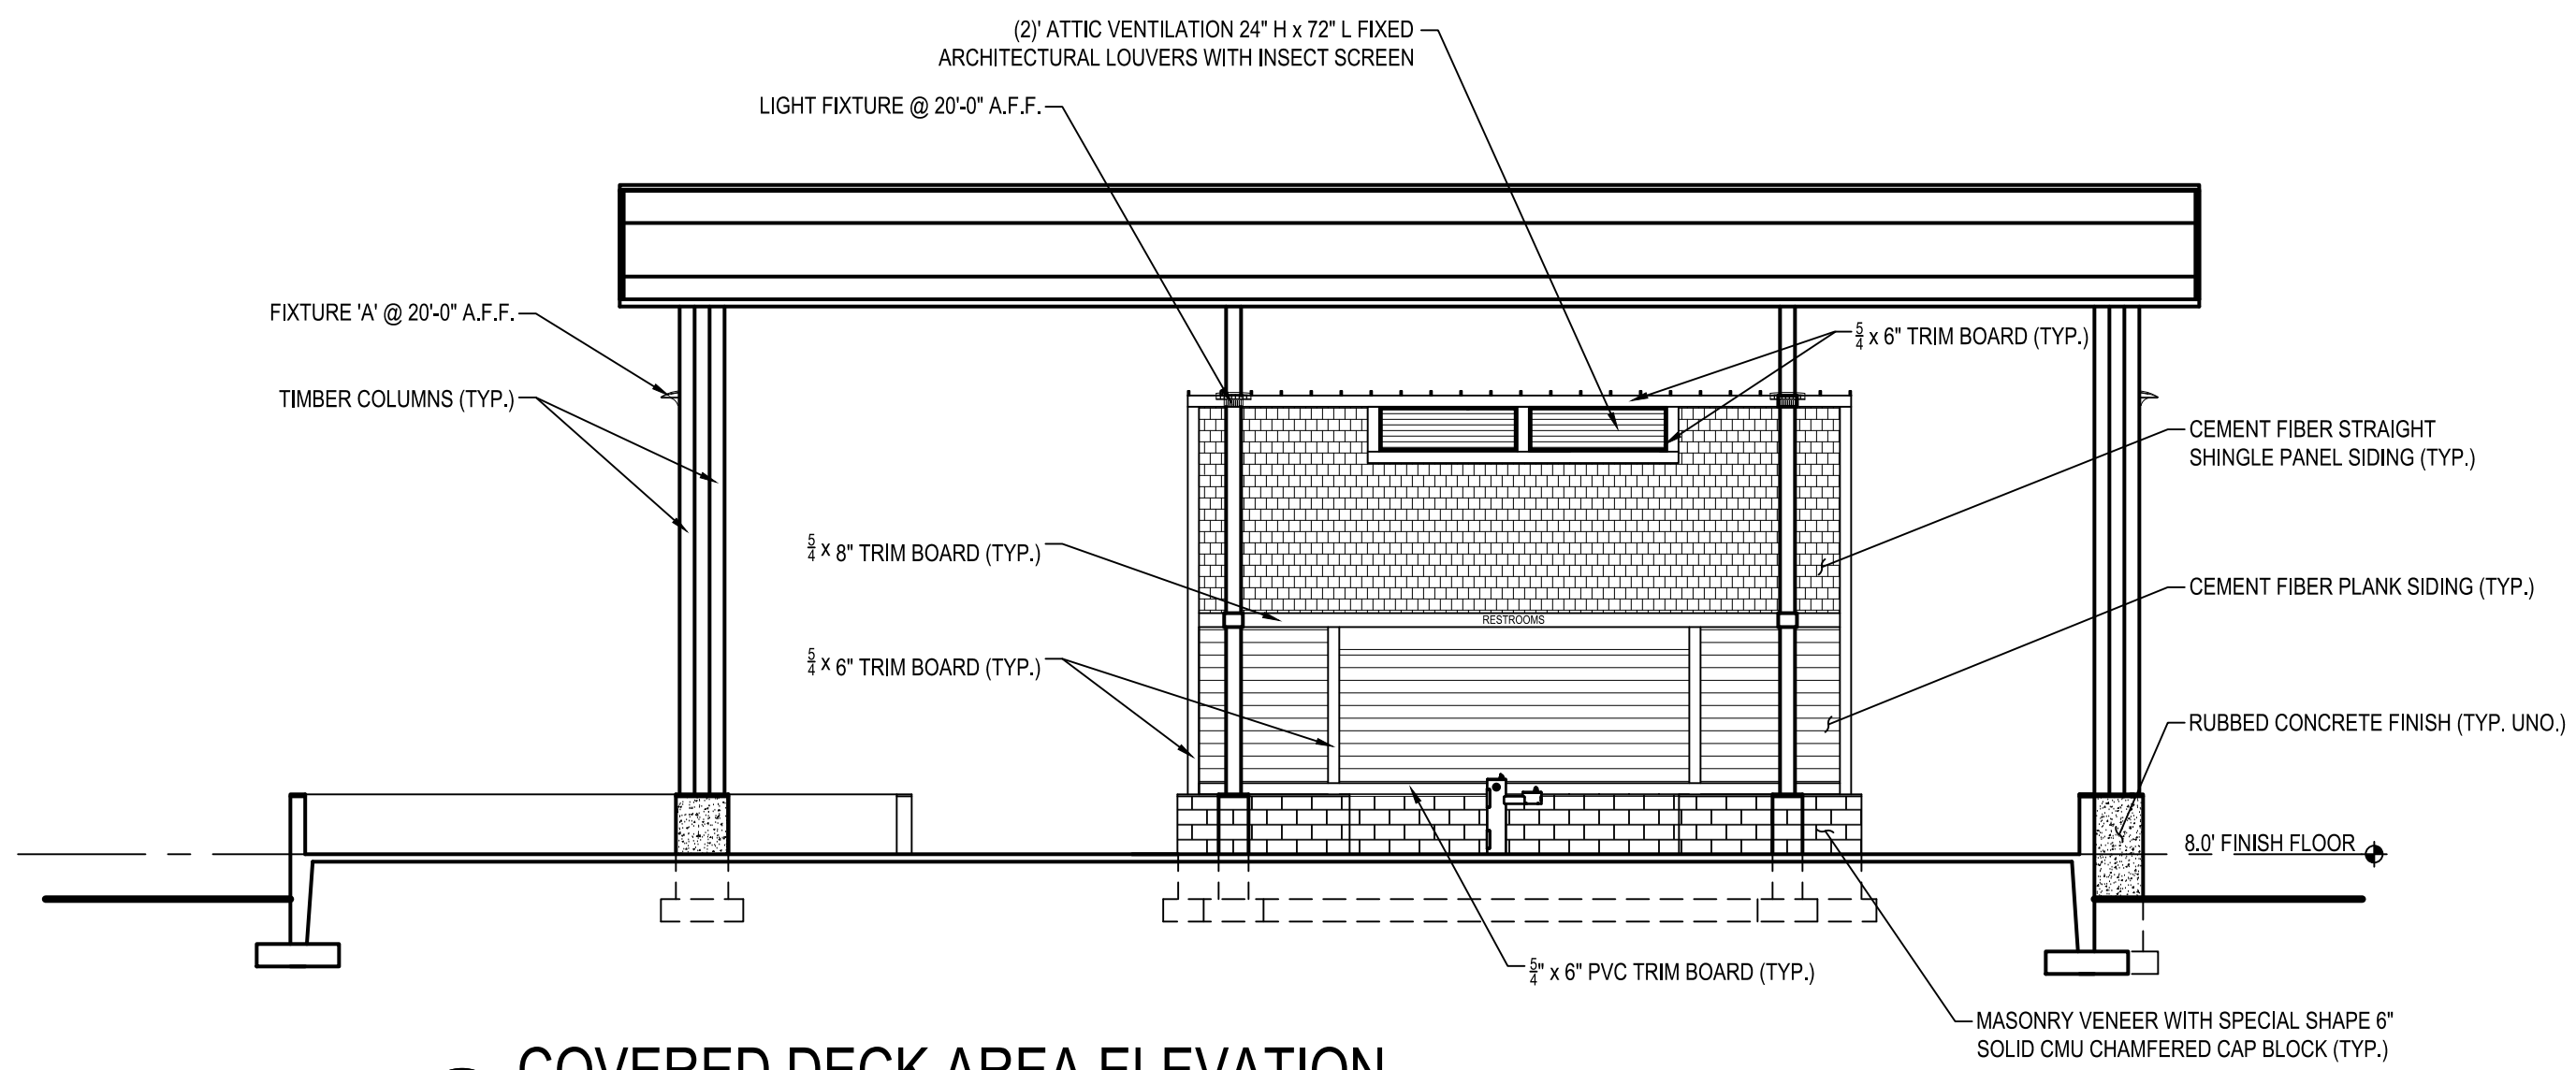 (2)' ATTIC VENTILATION 24" H x 72" L FIXED
ARCHITECTURAL LOUVERS WITH INSECT SCREEN
LIGHT FIXTURE @ 20'-0" A.F.F.
FIXTURE 'A' @ 20'-0" A.F.F.
5/4 x 6" TRIM BOARD (TYP.)
TIMBER COLUMNS (TYP.)
CEMENT FIBER STRAIGHT
SHINGLE PANEL SIDING (TYP.)
5/4 x 8" TRIM BOARD (TYP.)
CEMENT FIBER PLANK SIDING (TYP.)
RESTROOMS
5/4 x 6" TRIM BOARD (TYP.)
RUBBED CONCRETE FINISH (TYP. UNO.)
8.0' FINISH FLOOR
5/4" x 6" PVC TRIM BOARD (TYP.)
MASONRY VENEER WITH SPECIAL SHAPE 6"
SOLID CMU CHAMFERED CAP BLOCK (TYP.)
COVERED DECK AREA ELEVATION